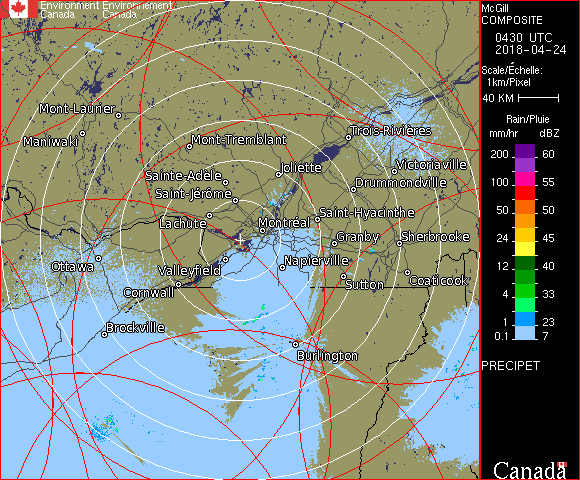 Environment Environnement
Canada Canada
McGill
COMPOSITE
0430 UTC
2018-04-24
Scale/Échelle:
1km/Pixel
40 KM
Rain/Pluie
mm/hr dBZ
200 60
100 55
50 50
24 45
12 40
8 33
4 28
1 23
0.1 7
PRECIPET
Canada
Mont-Laurier
Maniwaki
Mont-Tremblant
Trois-Rivières
Sainte-Adèle
Joliette
Victoriaville
Saint-Jérôme
Drummondville
Lachute
Montréal
Saint-Hyacinthe
Granby
Sherbrooke
Ottawa
Valleyfield
Napierville
Cornwall
Sutton
Coaticook
Brockville
Burlington